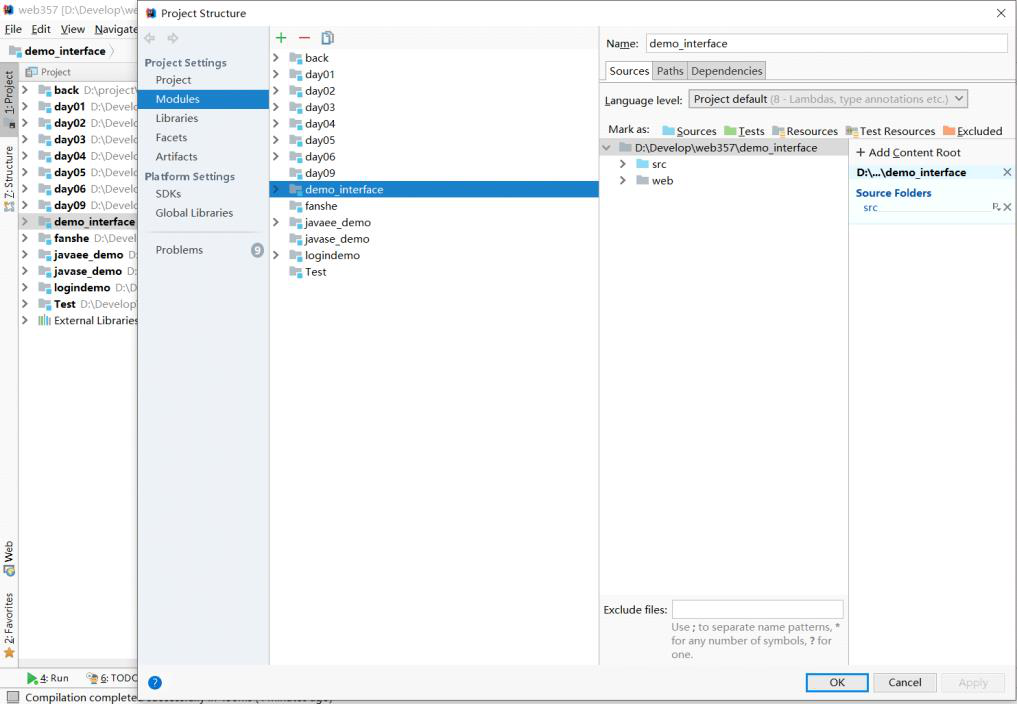 web357 [D:\Develop\we
Project Structure
File Edit View Navigate
demo_interface
Project
back D:\project\
day01 D:\Develo
day02 D:\Develo
day03 D:\Develo
day04 D:\Develo
day05 D:\Develo
day06 D:\Develo
day09 D:\Develo
demo_interface
fanshe D:\Devel
javaee_demo D:
javase_demo D:
logindemo D:\D
Test D:\Develop
External Libraries
1: Project
7: Structure
Web
2: Favorites
Project Settings
Project
Modules
Libraries
Facets
Artifacts
Platform Settings
SDKs
Global Libraries
Problems 9
back
day01
day02
day03
day04
day05
day06
day09
demo_interface
fanshe
javaee_demo
javase_demo
logindemo
Test
Name: demo_interface
Sources Paths Dependencies
Language level: Project default (8 - Lambdas, type annotations etc.)
Mark as: Sources Tests Resources Test Resources Excluded
D:\Develop\web357\demo_interface
src
web
+ Add Content Root
D:\...\demo_interface
Source Folders
src
Exclude files:
Use ; to separate name patterns, *
for any number of symbols, ? for
one.
4: Run 6: TODO
? OK Cancel Apply
Compilation complete